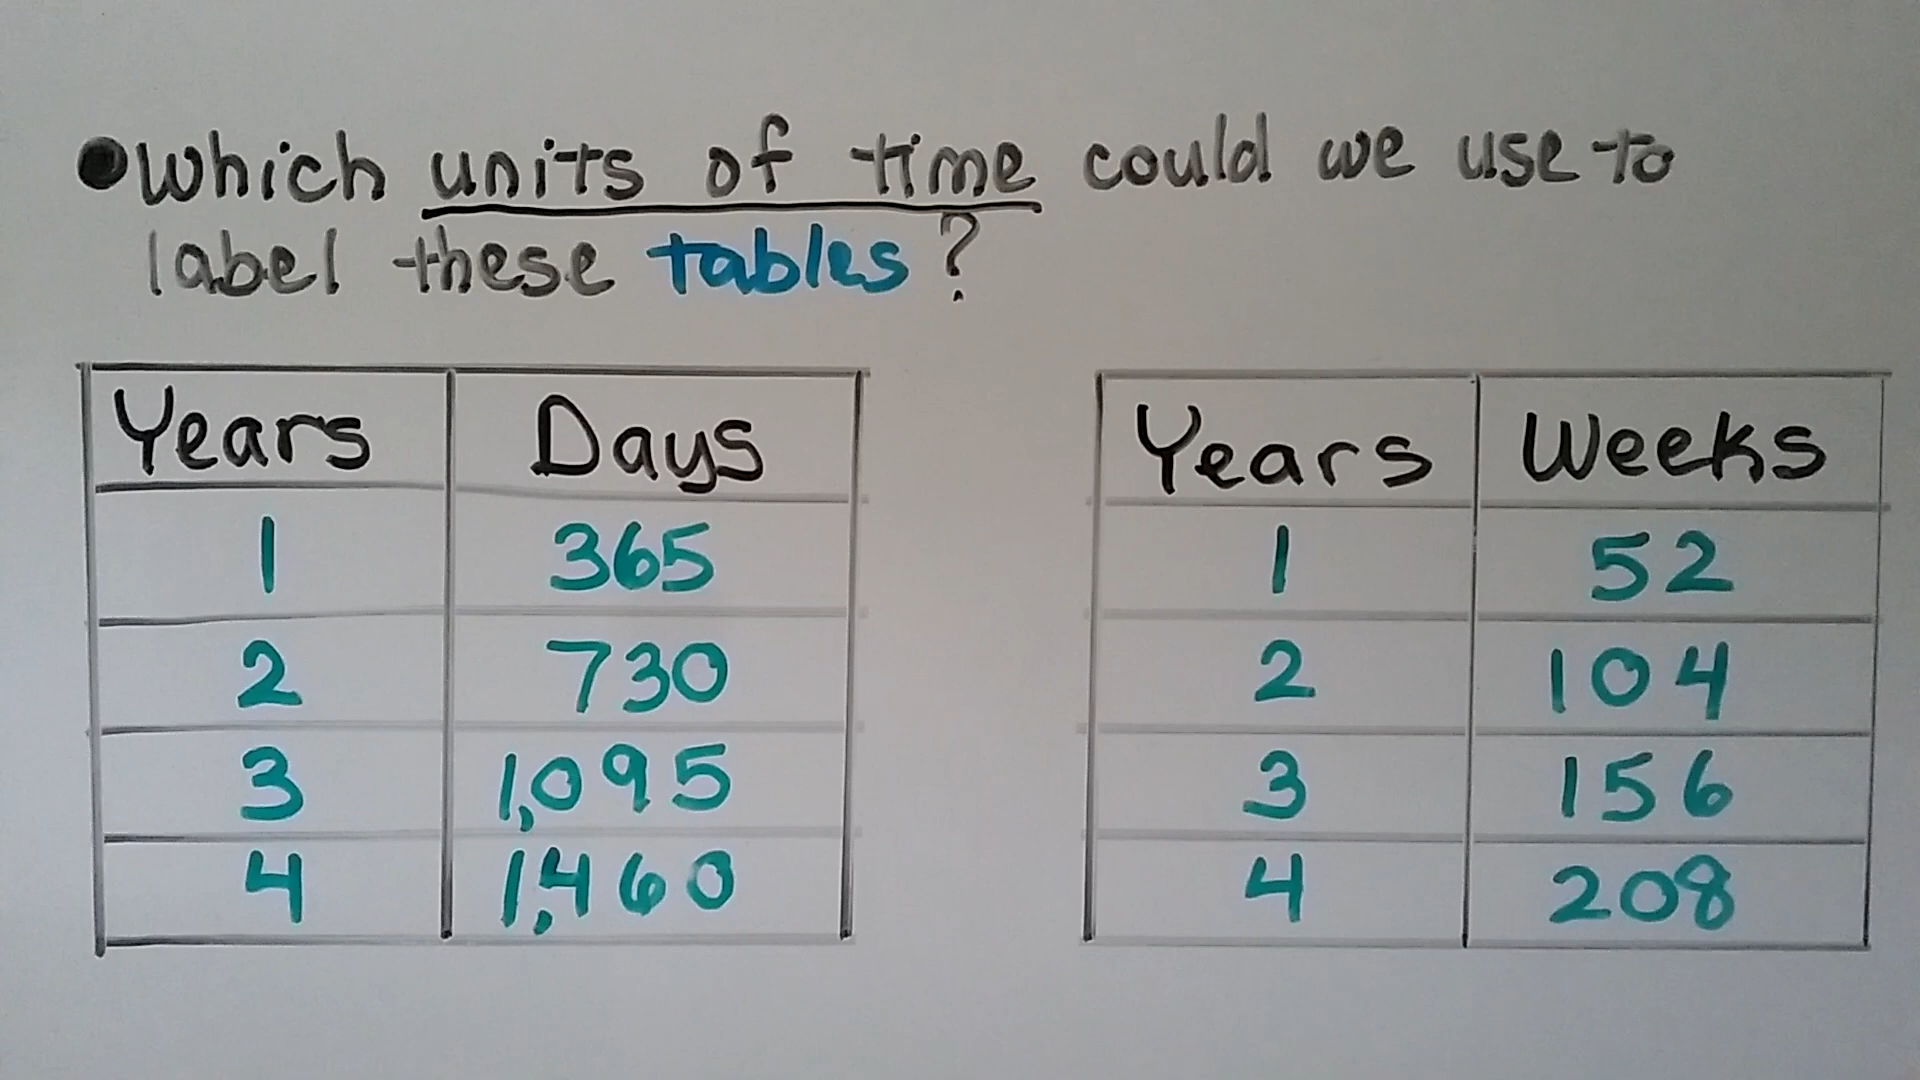 ●Which units of time could we use to
label these tables?
Years Days
1 365
2 730
3 1,095
4 1,460
Years Weeks
1 52
2 104
3 156
4 208